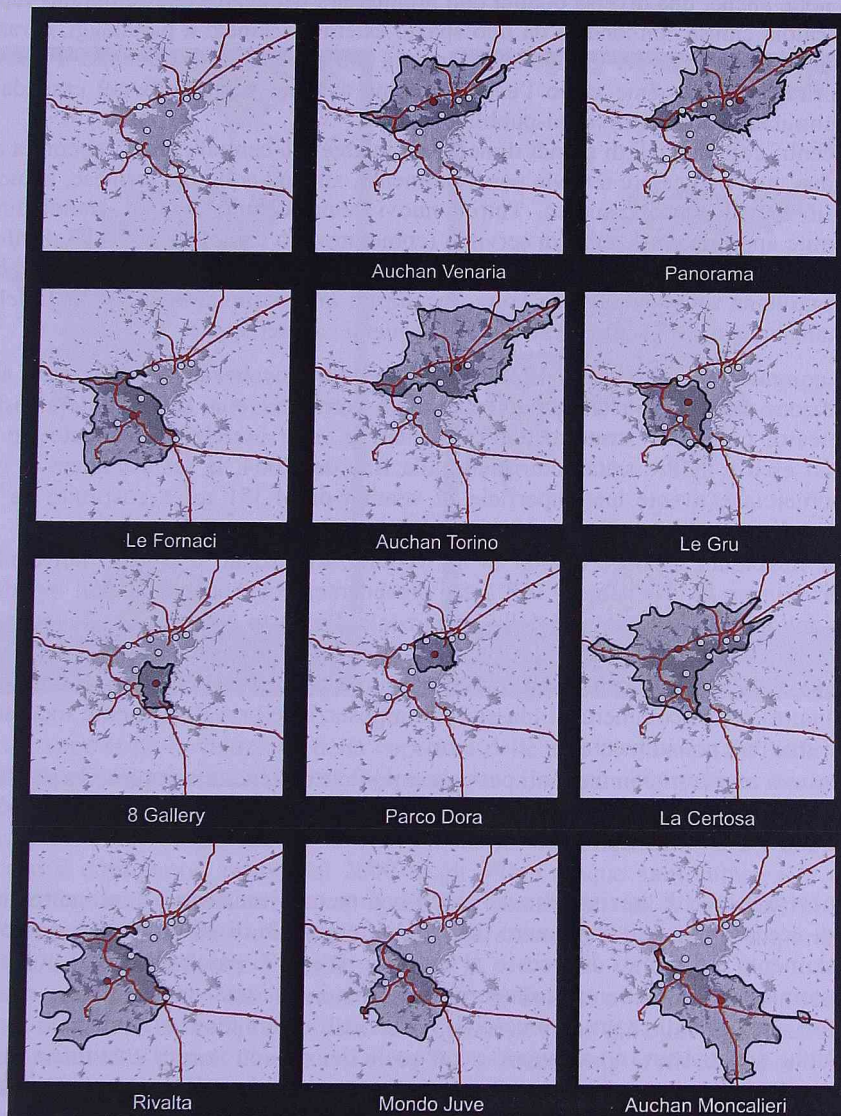 Auchan Venaria
Panorama
Le Fornaci
Auchan Torino
Le Gru
8 Gallery
Parco Dora
La Certosa
Rivalta
Mondo Juve
Auchan Moncalieri